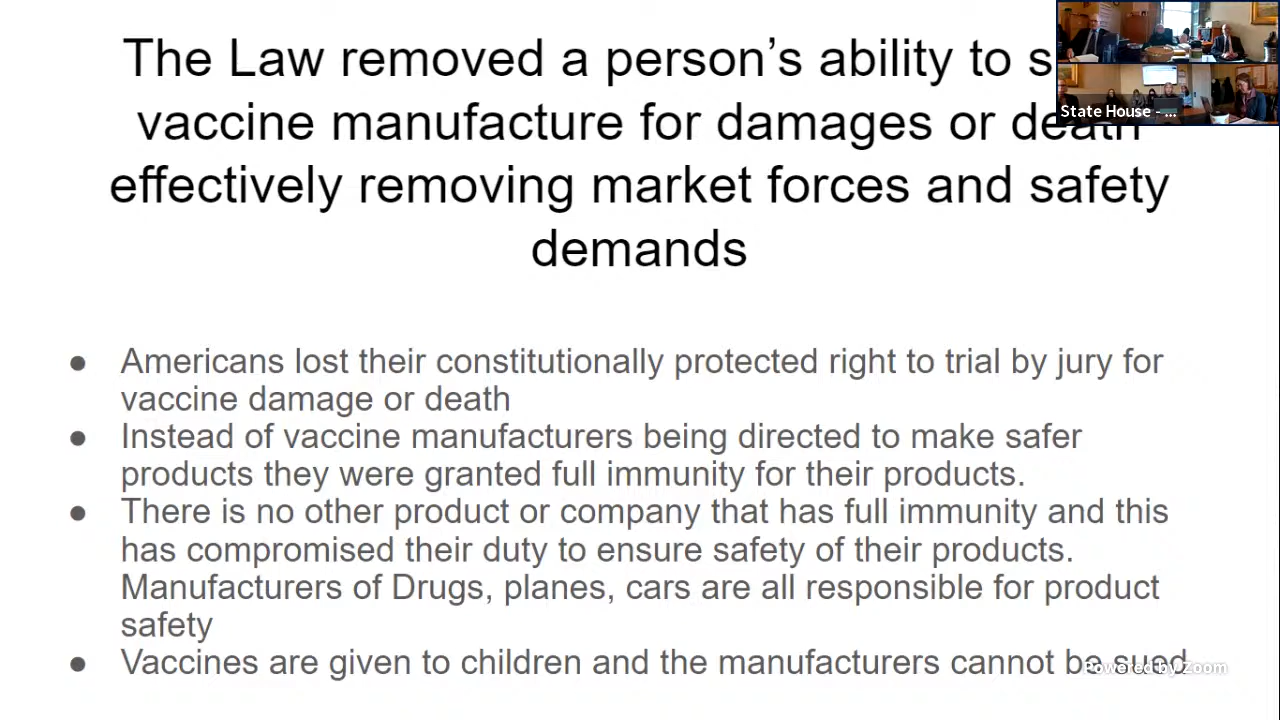 The Law removed a person's ability to
vaccine manufacture for damages or death
effectively removing market forces and safety
demands
State House - ...
● Americans lost their constitutionally protected right to trial by jury for
vaccine damage or death
● Instead of vaccine manufacturers being directed to make safer
products they were granted full immunity for their products.
● There is no other product or company that has full immunity and this
has compromised their duty to ensure safety of their products.
Manufacturers of Drugs, planes, cars are all responsible for product
safety
● Vaccines are given to children and the manufacturers cannot be sued
Powered by Zoom